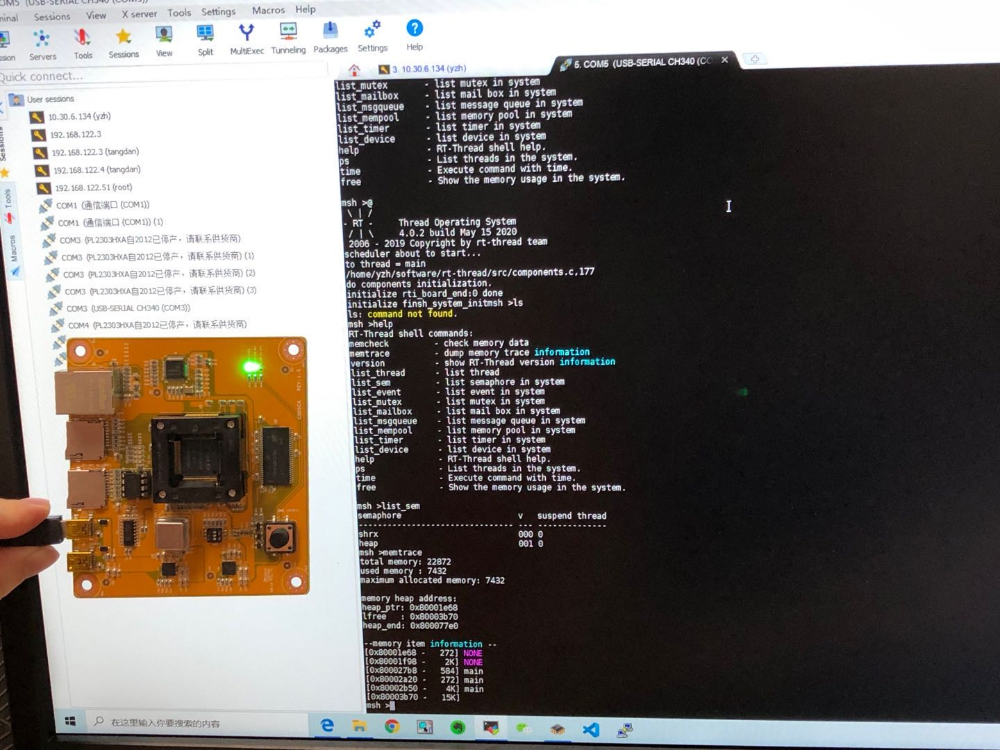 COM5 (USB-SERIAL CH340 (COM5))
Sessions View X server Tools Settings Macros Help
Servers Tools Sessions View Split MultiExec Tunneling Packages Settings Help
Quick connect...
3. 10.30.6.134 (yzh)
5. COM5 (USB-SERIAL CH340 (CO
User sessions
10.30.6.134 (yzh)
192.168.122.3
192.168.122.3 (tangdan)
192.168.122.4 (tangdan)
192.168.122.51 (root)
COM1 (通信端口 (COM1))
COM1 (通信端口 (COM1)) (1)
COM3 (PL2303HXA自2012已停产，请联系供货商)
COM3 (PL2303HXA自2012已停产，请联系供货商) (1)
COM3 (PL2303HXA自2012已停产，请联系供货商) (2)
COM3 (PL2303HXA自2012已停产，请联系供货商) (3)
COM3 (USB-SERIAL CH340 (COM3))
COM4 (PL2303HXA自2012已停产，请联系供货商)
Sessions
Tools
Macros
list_mutex - list mutex in system
list_mailbox - list mail box in system
list_msgqueue - list message queue in system
list_mempool - list memory pool in system
list_timer - list timer in system
list_device - list device in system
help - RT-Thread shell help.
ps - List threads in the system.
time - Execute command with time.
free - Show the memory usage in the system.
msh >@
\ | /
- RT - Thread Operating System
/ | \ 4.0.2 build May 15 2020
2006 - 2019 Copyright by rt-thread team
scheduler about to start...
to thread = main
/home/yzh/software/rt-thread/src/components.c,177
do components initialization.
initialize rti_board_end:0 done
initialize finsh_system_initmsh >ls
ls: command not found.
msh >help
RT-Thread shell commands:
memcheck - check memory data
memtrace - dump memory trace information
version - show RT-Thread version information
list_thread - list thread
list_sem - list semaphore in system
list_event - list event in system
list_mutex - list mutex in system
list_mailbox - list mail box in system
list_msgqueue - list message queue in system
list_mempool - list memory pool in system
list_timer - list timer in system
list_device - list device in system
help - RT-Thread shell help.
ps - List threads in the system.
time - Execute command with time.
free - Show the memory usage in the system.
msh >list_sem
semaphore v suspend thread
-------------------------------- --- --------------
shrx 000 0
heap 001 0
msh >memtrace
total memory: 22872
used memory : 7432
maximum allocated memory: 7432
memory heap address:
heap_ptr: 0x80001e68
lfree : 0x80003b70
heap_end: 0x800077e0
--memory item information --
[0x80001e68 - 272] NONE
[0x80001f98 - 2K] NONE
[0x800027b8 - 584] main
[0x80002a20 - 272] main
[0x80002b50 - 4K] main
[0x80003b70 - 15K]
msh >
REV:1.0
在这里输入你要搜索的内容